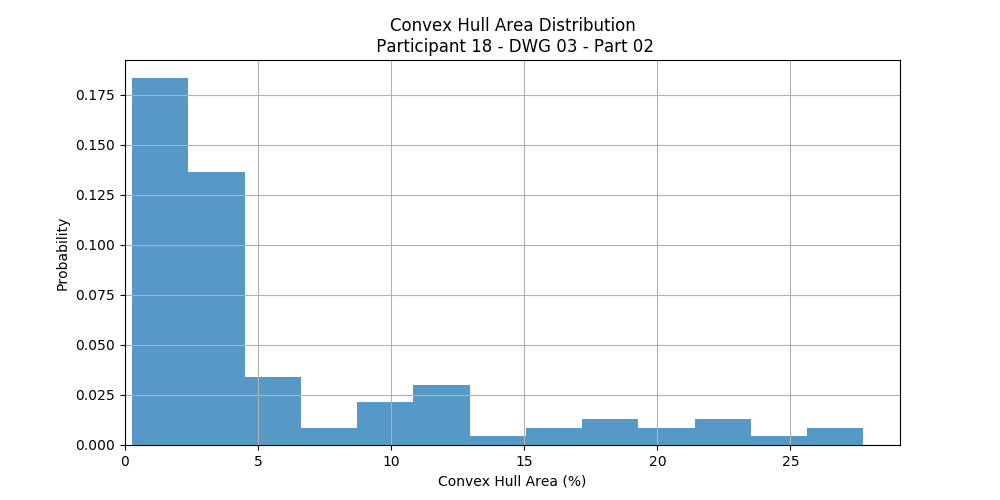 Convex Hull Area Distribution
Participant 18 - DWG 03 - Part 02
Probability
0.175
0.150
0.125
0.100
0.075
0.050
0.025
0.000
0 5 10 15 20 25
Convex Hull Area (%)